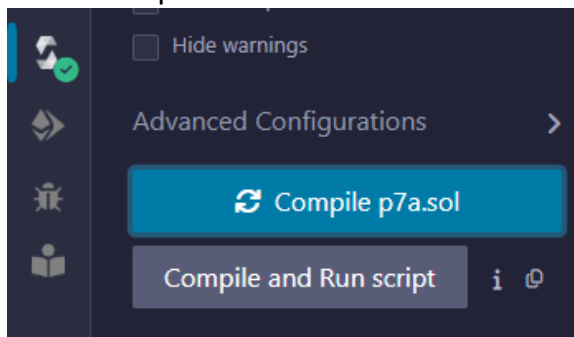 Hide warnings
Advanced Configurations
Compile p7a.sol
Compile and Run script